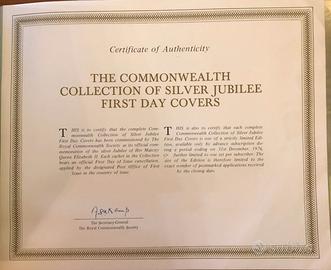 Certificate of Authenticity
THE COMMONWEALTH
COLLECTION OF SILVER JUBILEE
FIRST DAY COVERS
THIS is to certify that the complete Com-
monwealth Collection of Silver Jubilee
First Day Covers has been commissioned by The
Royal Commonwealth Society as its official com-
memoration of the silver Jubilee of Her Majesty
Queen Elizabeth II. Each cachet in the Collection
bears an official First Day of Issue cancellation,
applied by the designated Post Office of First
Issue in the country of issue.
THIS is also to certify that each complete
Commonwealth Collection of Silver Jubilee
First Day Covers is one of a strictly limited Edi-
tion, available only by advance subscription dur-
ing a period ending on 31st December, 1976,
further limited to one set per subscriber. The
size of the Edition is therefore limited to the
exact number of postmarked applications received
by the closing date.
The Secretary-General
The Royal Commonwealth Society